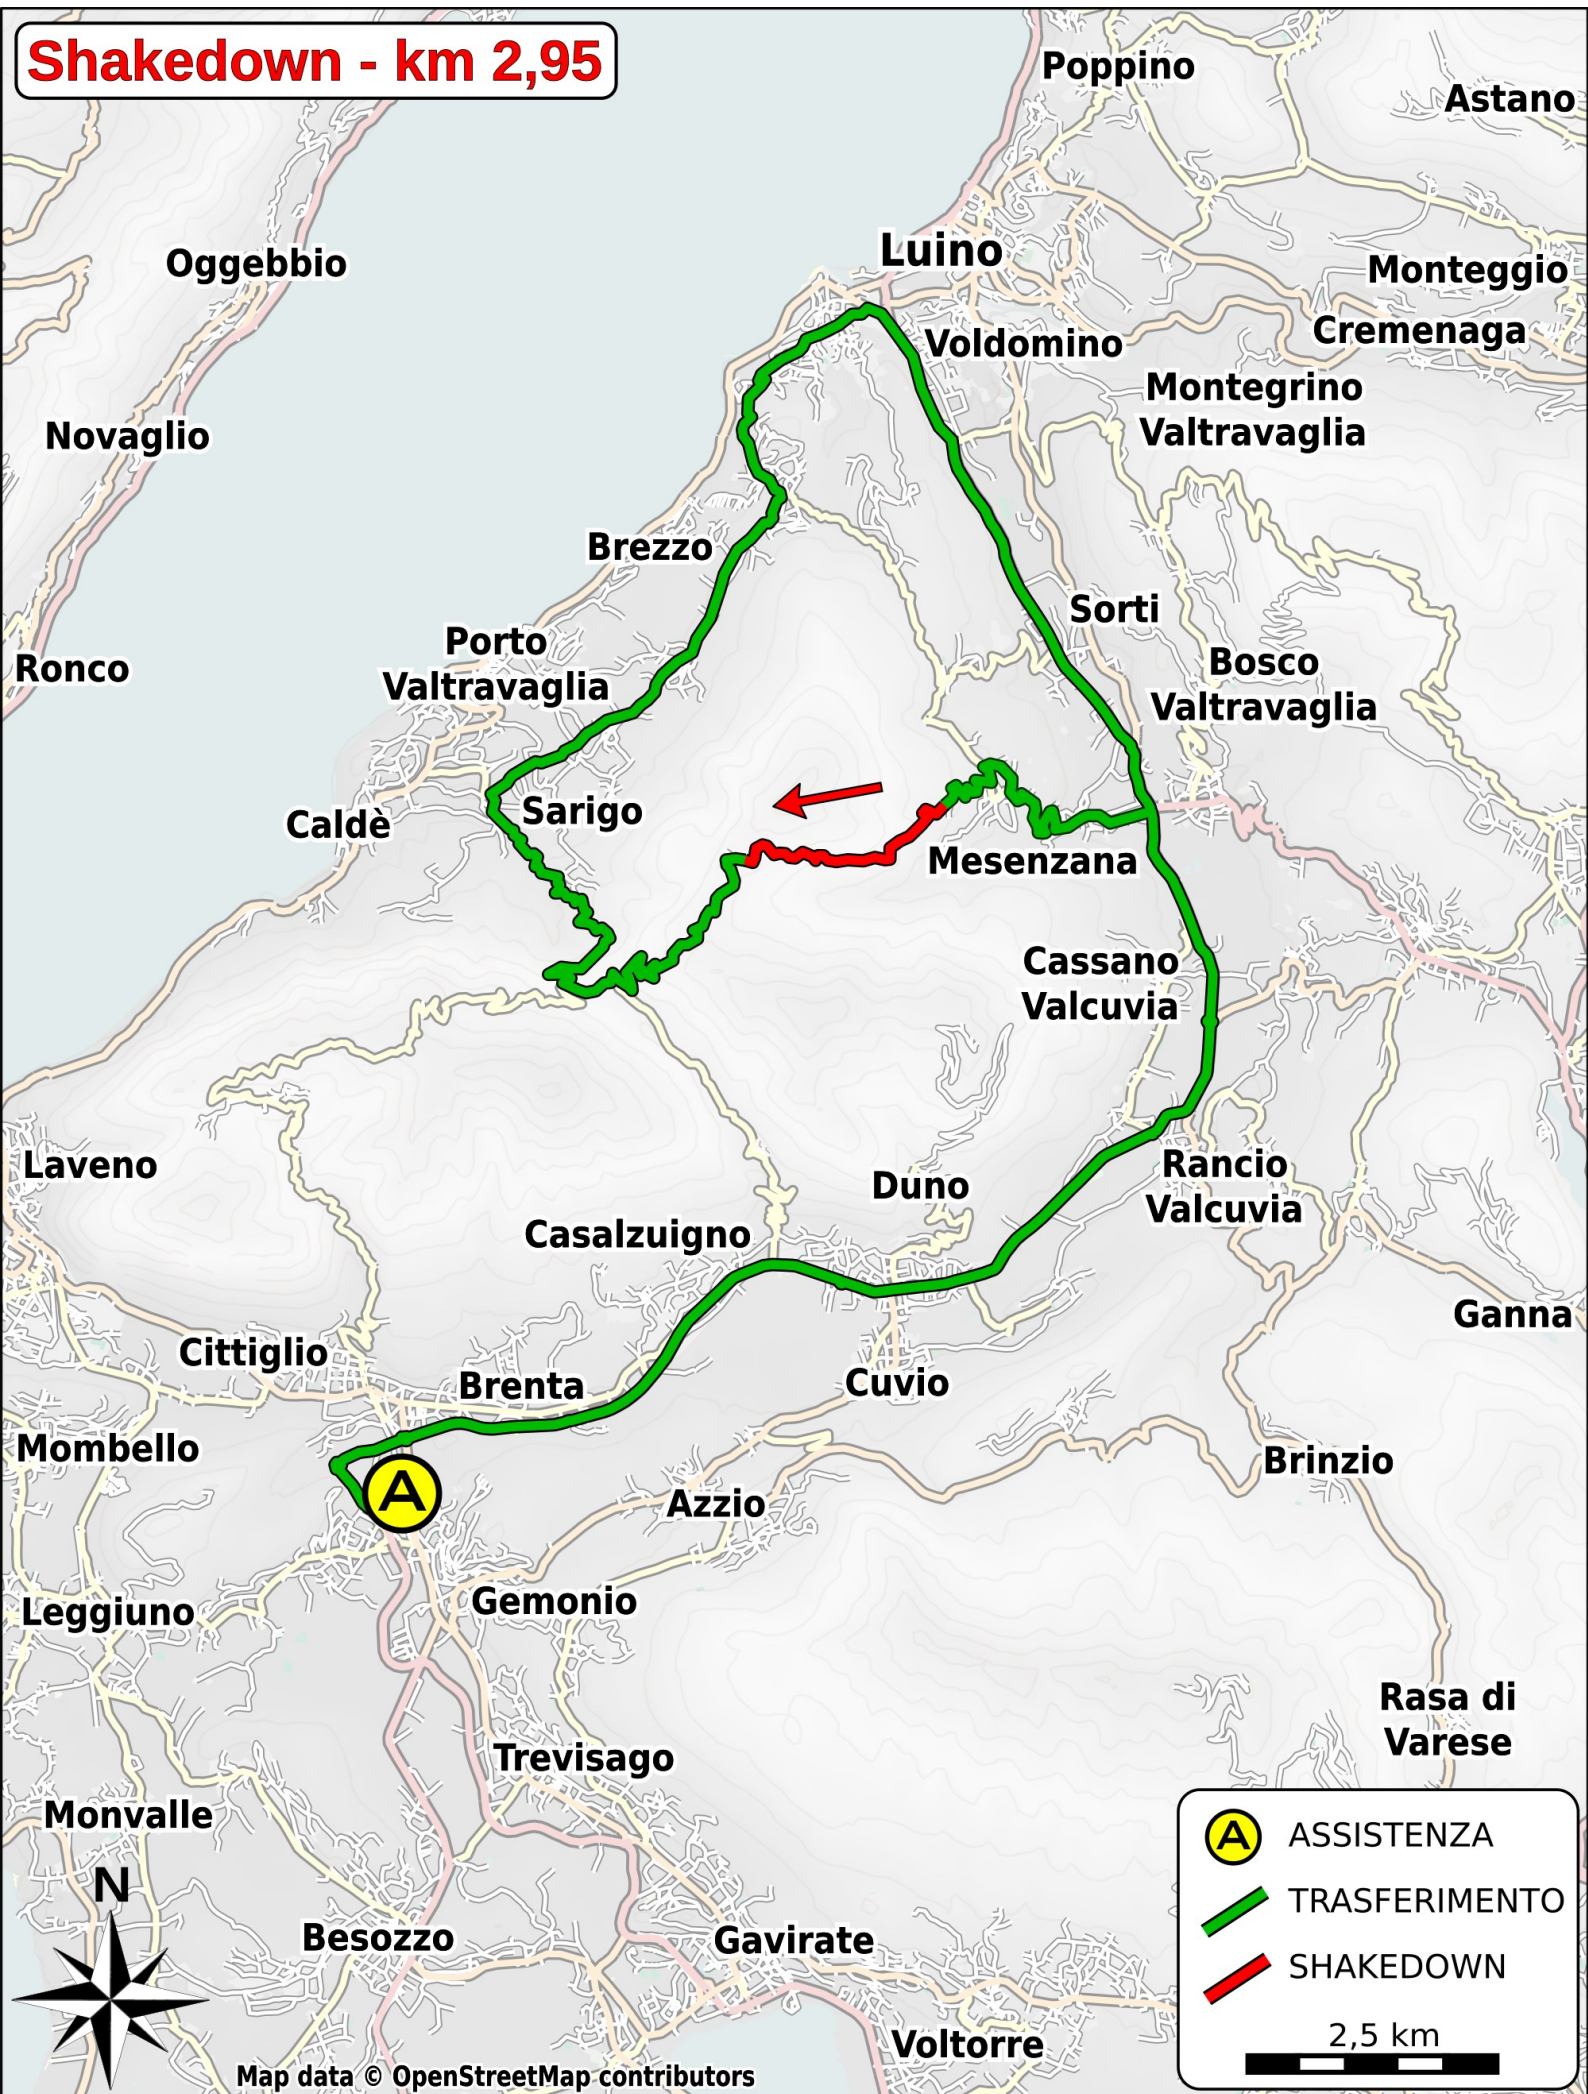 Shakedown - km 2,95
Poppino
Astano
Luino
Oggebbio
Monteggio
Cremenaga
Voldomino
Montegrino
Valtravaglia
Novaglio
Brezzo
Sorti
Porto
Valtravaglia
Ronco
Bosco
Valtravaglia
Sarigo
Caldè
Mesenzana
Cassano
Valcuvia
Laveno
Duno
Rancio
Valcuvia
Casalzuigno
Ganna
Cittiglio
Brenta
Cuvio
Mombello
Brinzio
A
Azzio
Gemonio
Leggiuno
Rasa di
Varese
Trevisago
Monvalle
A ASSISTENZA
TRASFERIMENTO
SHAKEDOWN
2,5 km
N
Besozzo
Gavirate
Voltorre
Map data © OpenStreetMap contributors